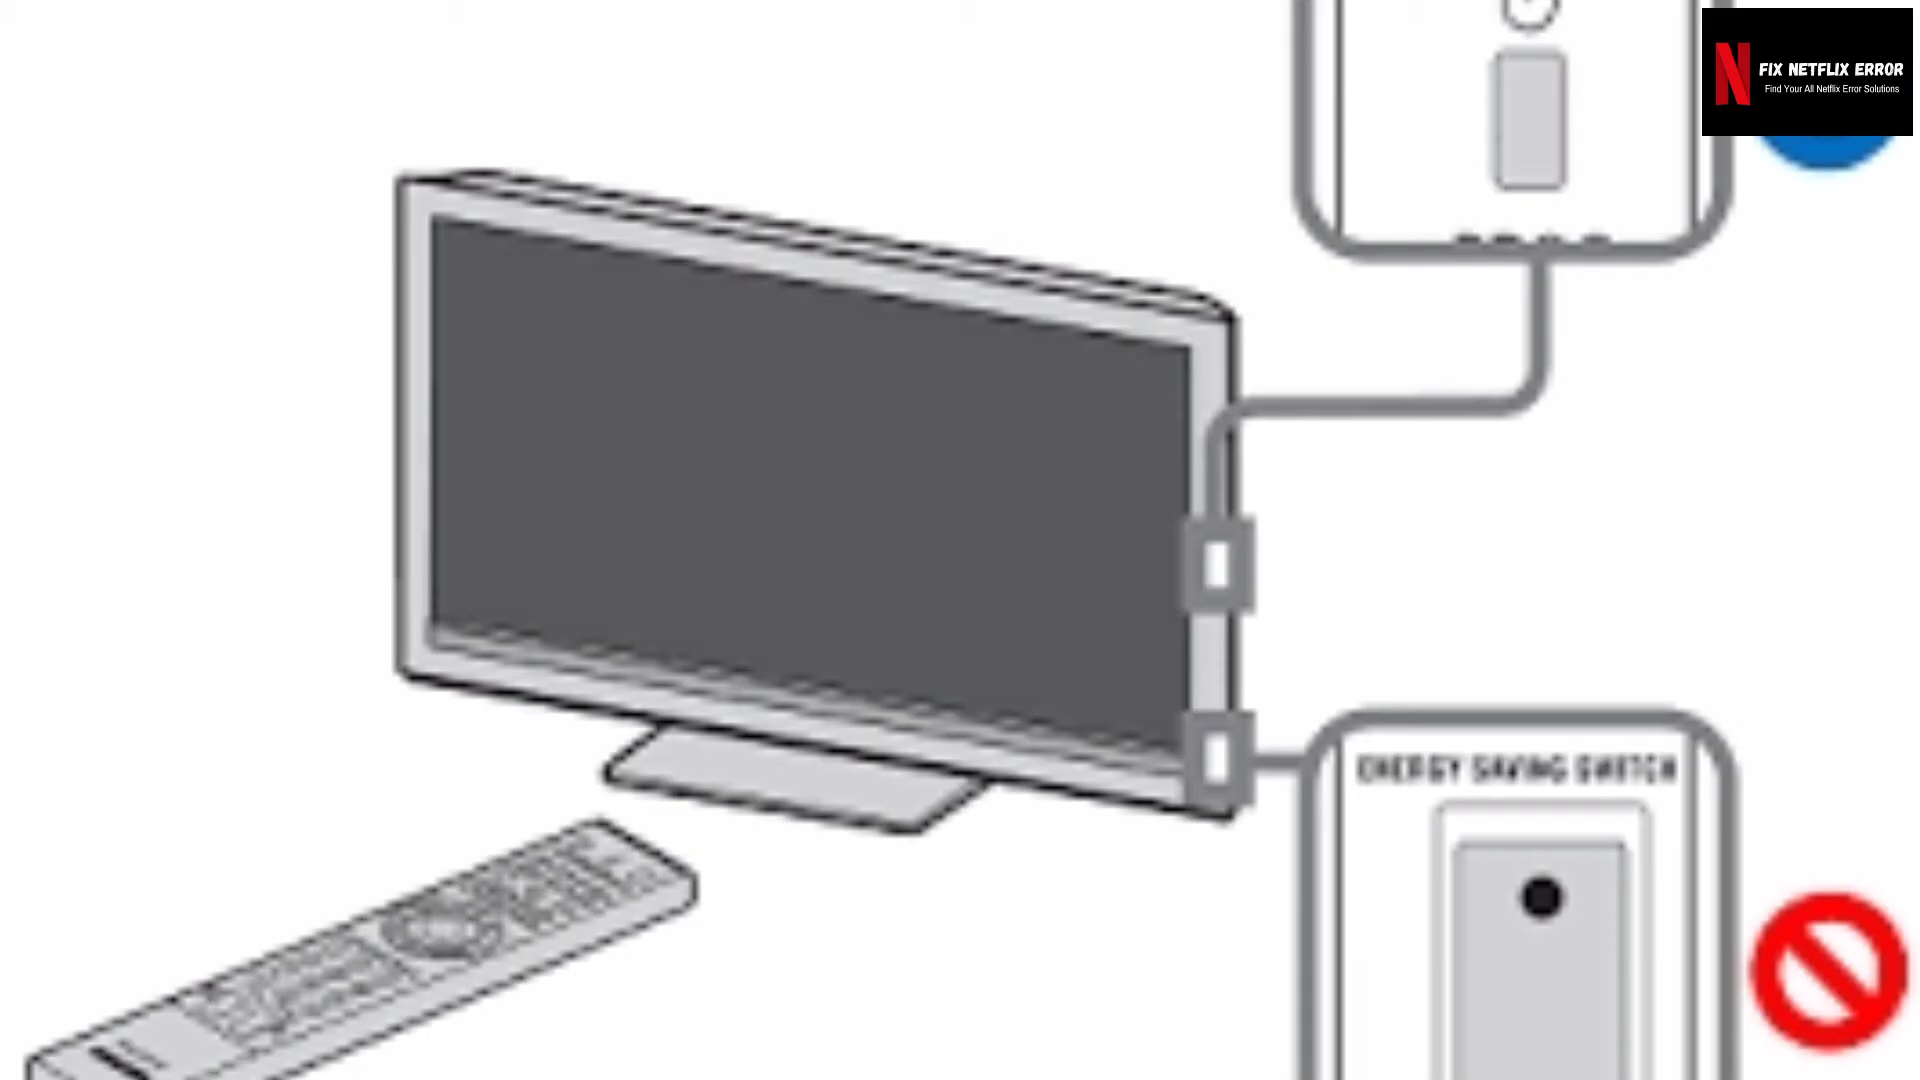 FIX NETFLIX ERROR
Find Your All Netflix Error Solutions
ENERGY SAVING SWITCH